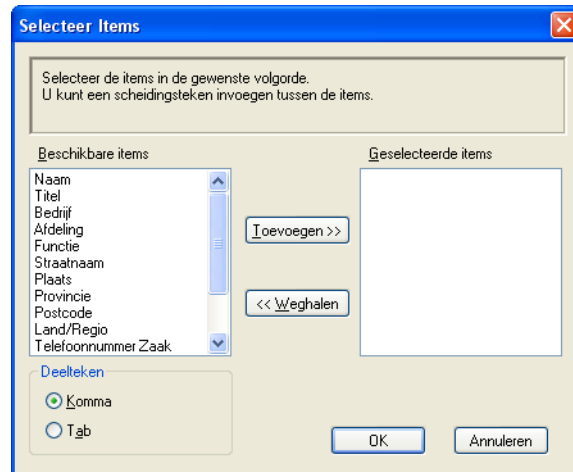 Selecteer Items
Selecteer de items in de gewenste volgorde.
U kunt een scheidingsteken invoegen tussen de items.
Beschikbare items
Geselecteerde items
Naam
Titel
Bedrijf
Afdeling
Functie
Straatnaam
Plaats
Provincie
Postcode
Land/Regio
Telefoonnummer Zaak
Toevoegen >>
<< Weghalen
Deelteken
Komma
Tab
OK
Annuleren